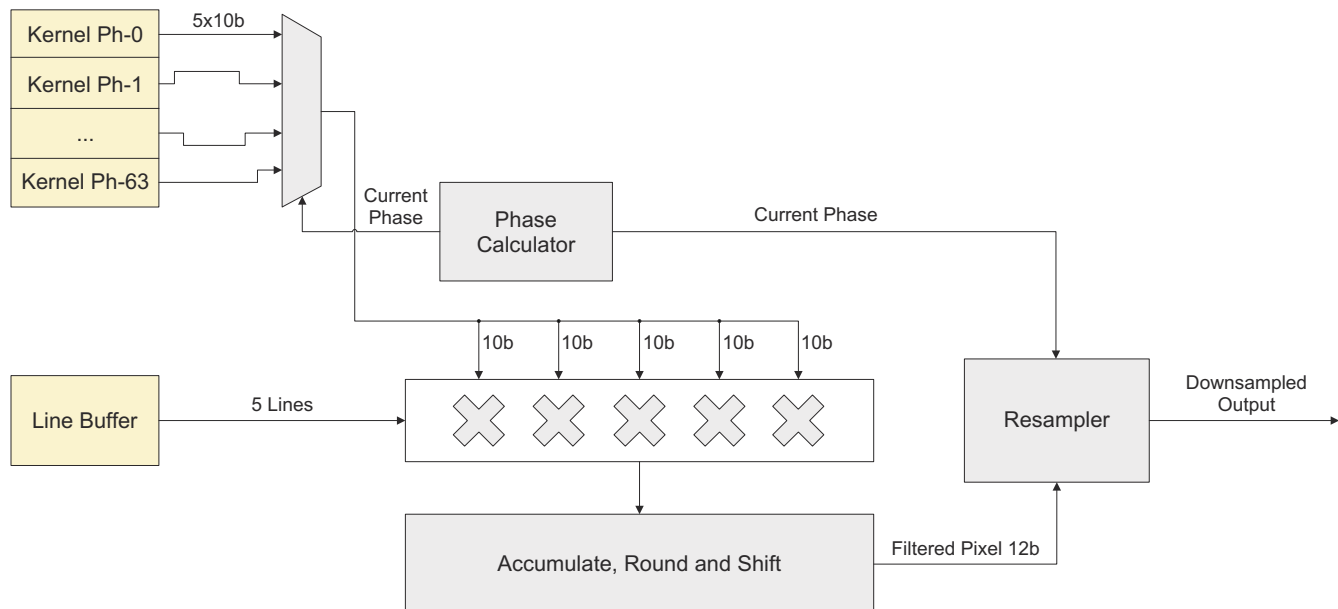 Kernel Ph-0
5x10b
Kernel Ph-1
...
Kernel Ph-63
Current
Phase
Phase
Calculator
Current Phase
10b
10b
10b
10b
10b
Line Buffer
5 Lines
Resampler
Downsampled
Output
Accumulate, Round and Shift
Filtered Pixel 12b